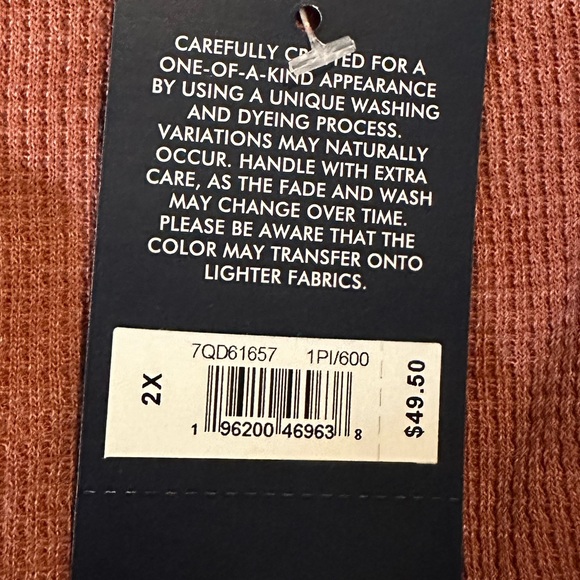 CAREFULLY CRAFTED FOR A
ONE-OF-A-KIND APPEARANCE
BY USING A UNIQUE WASHING
AND DYEING PROCESS.
VARIATIONS MAY NATURALLY
OCCUR. HANDLE WITH EXTRA
CARE, AS THE FADE AND WASH
MAY CHANGE OVER TIME.
PLEASE BE AWARE THAT THE
COLOR MAY TRANSFER ONTO
LIGHTER FABRICS.
2X
7QD61657 1PI/600
1 96200 46963 8
$49.50